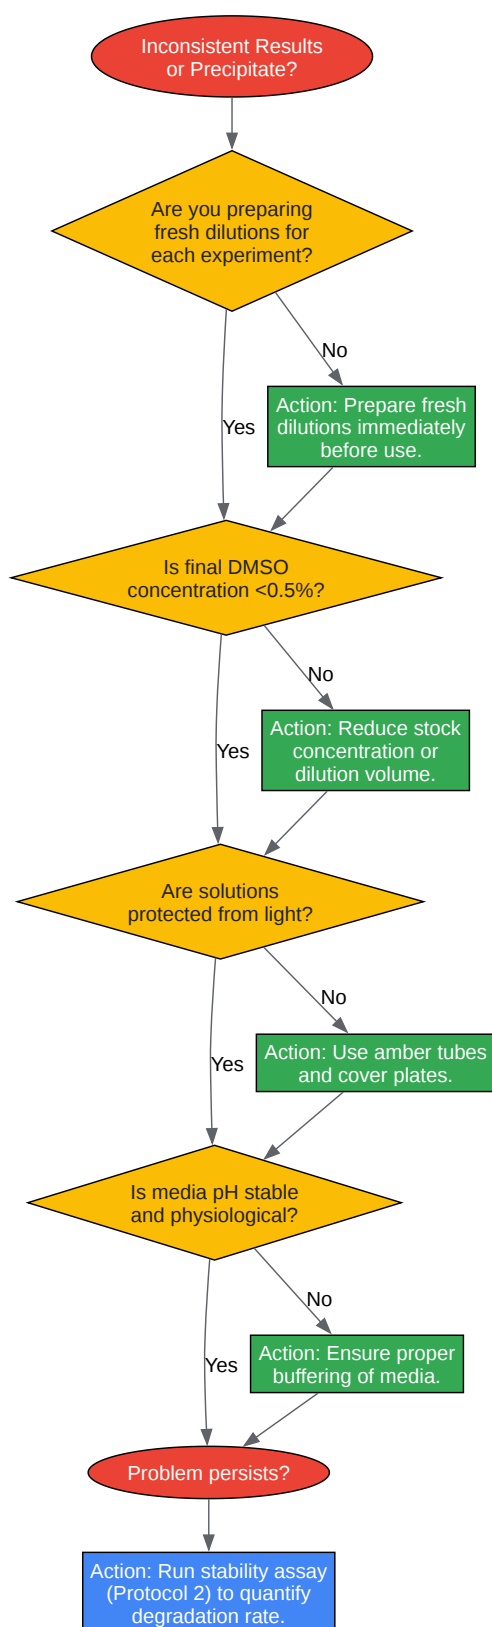 Inconsistent Results
or Precipitate?
Are you preparing
fresh dilutions for
each experiment?
No
Action: Prepare fresh
dilutions immediately
before use.
Yes
Is final DMSO
concentration <0.5%?
No
Action: Reduce stock
concentration or
dilution volume.
Yes
Are solutions
protected from light?
No
Action: Use amber tubes
and cover plates.
Yes
Is media pH stable
and physiological?
No
Action: Ensure proper
buffering of media.
Yes
Problem persists?
Action: Run stability assay
(Protocol 2) to quantify
degradation rate.